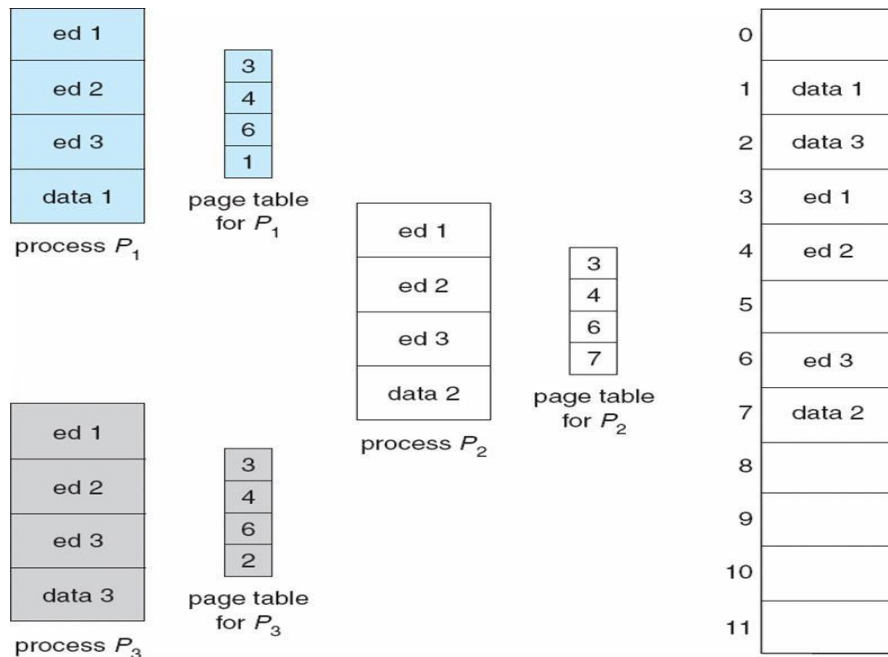 ed 1
ed 2
ed 3
data 1
process P1
3
4
6
1
page table
for P1
ed 1
ed 2
ed 3
data 2
process P2
3
4
6
7
page table
for P2
ed 1
ed 2
ed 3
data 3
process P3
3
4
6
2
page table
for P3
0
1 data 1
2 data 3
3 ed 1
4 ed 2
5
6 ed 3
7 data 2
8
9
10
11